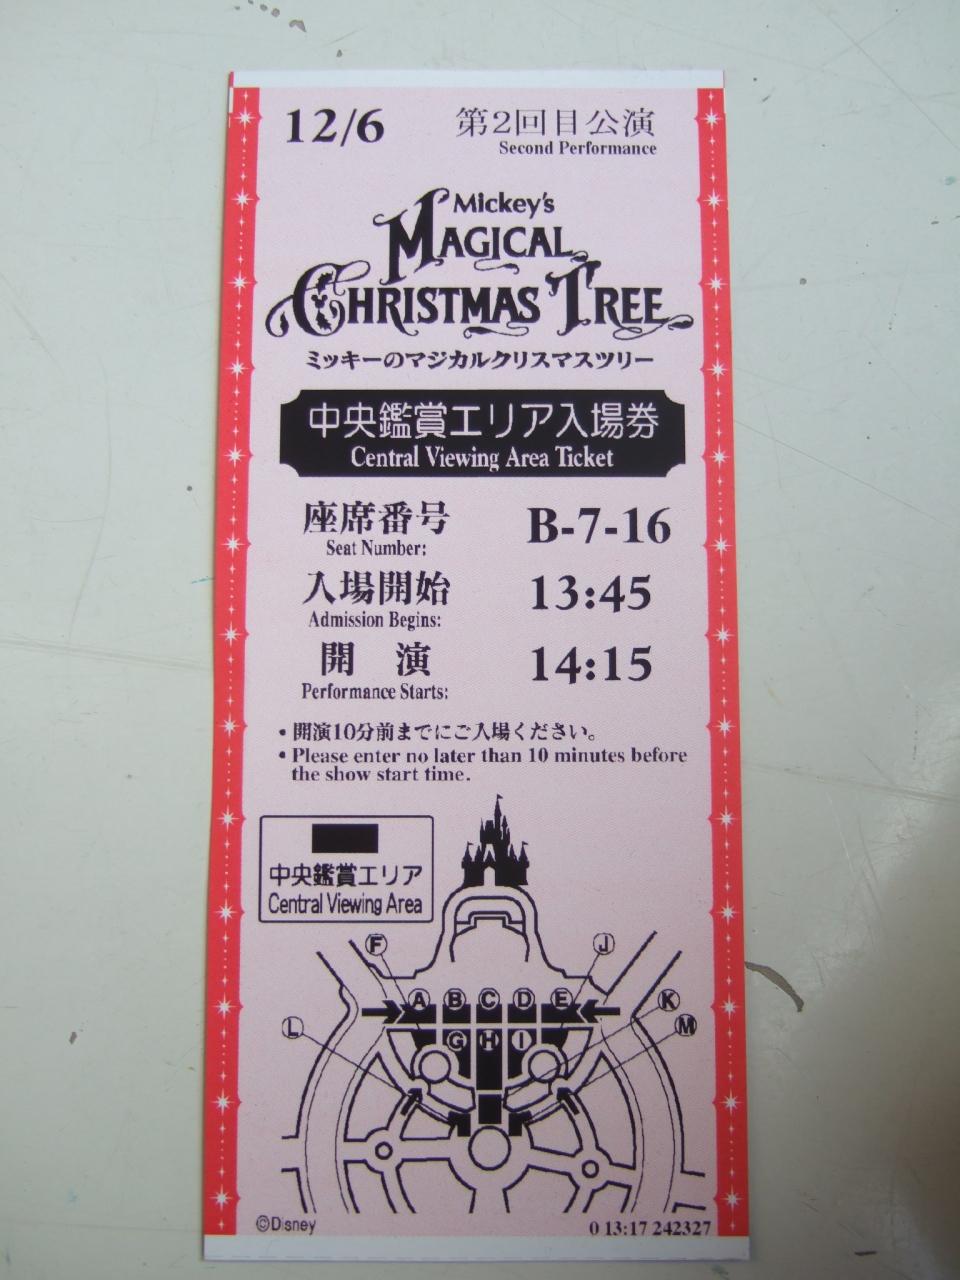 12/6
第2回目公演
Second Performance
Mickey's
MAGICAL
CHRISTMAS TREE
ミッキーのマジカルクリスマスツリー
中央鑑賞エリア入場券
Central Viewing Area Ticket
座席番号 B-7-16
Seat Number:
入場開始 13:45
Admission Begins:
開 演 14:15
Performance Starts:
・開演10分前までにご入場ください。
・Please enter no later than 10 minutes before
the show start time.
中央鑑賞エリア
Central Viewing Area
F J
A B C D E K
L G H I M
©Disney
0 13:17 242327